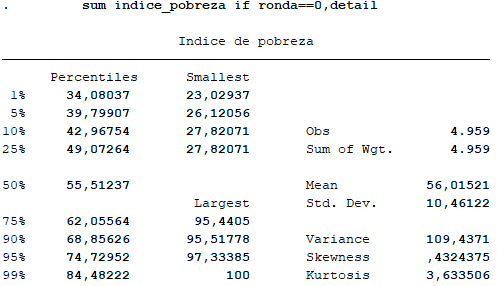 . sum indice_pobreza if ronda==0,detail
Indice de pobreza
Percentiles Smallest
1% 34,08037 23,02937
5% 39,79907 26,12056
10% 42,96754 27,82071 Obs 4.959
25% 49,07264 27,82071 Sum of Wgt. 4.959
50% 55,51237 Mean 56,01521
Largest Std. Dev. 10,46122
75% 62,05564 95,4405
90% 68,85626 95,51778 Variance 109,4371
95% 74,72952 97,33385 Skewness ,4324375
99% 84,48222 100 Kurtosis 3,633506